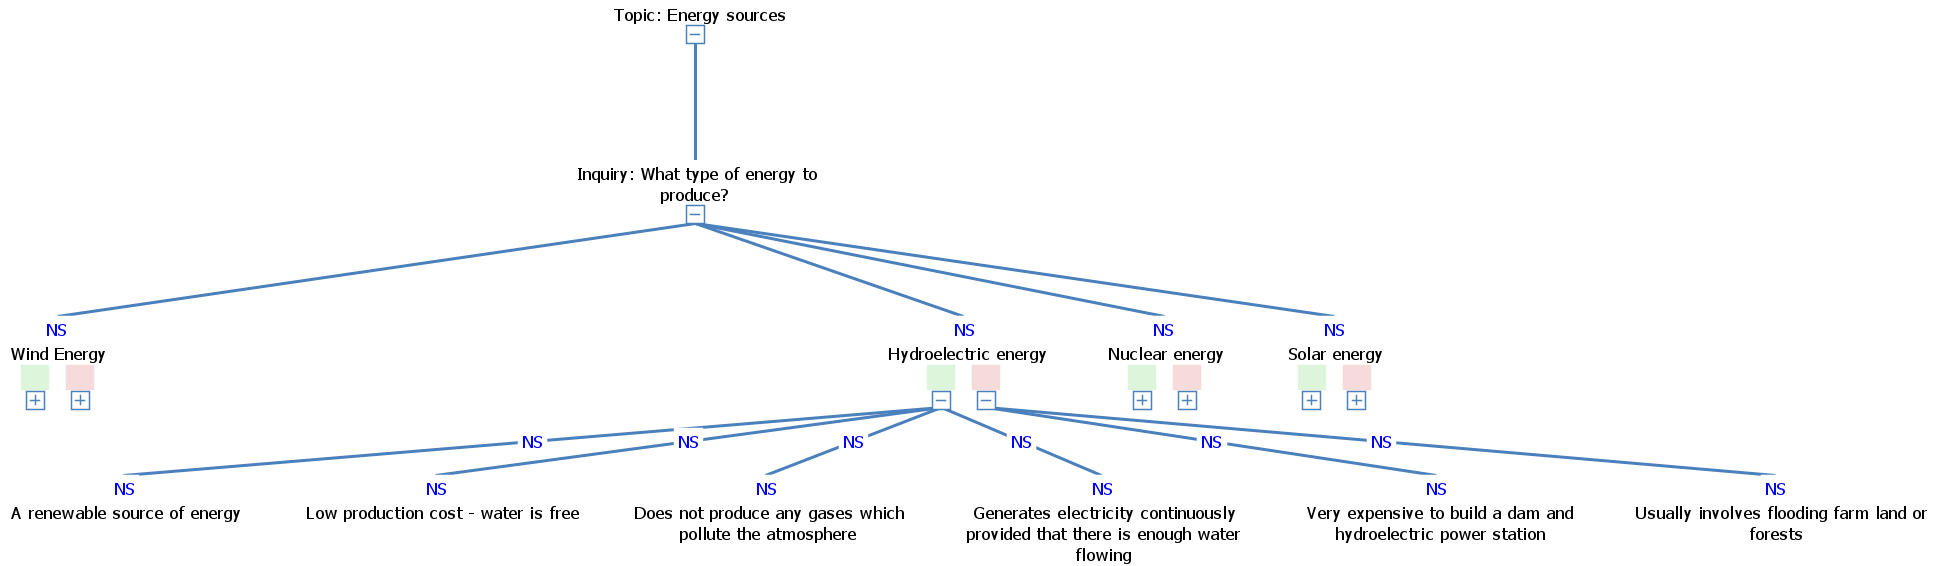 Topic: Energy sources
Inquiry: What type of energy to
produce?
NS NS NS NS
Wind Energy Hydroelectric energy Nuclear energy Solar energy
NS NS NS NS NS NS
NS NS NS NS NS NS
A renewable source of energy
Low production cost - water is free
Does not produce any gases which
pollute the atmosphere
Generates electricity continuously
provided that there is enough water
flowing
Very expensive to build a dam and
hydroelectric power station
Usually involves flooding farm land or
forests